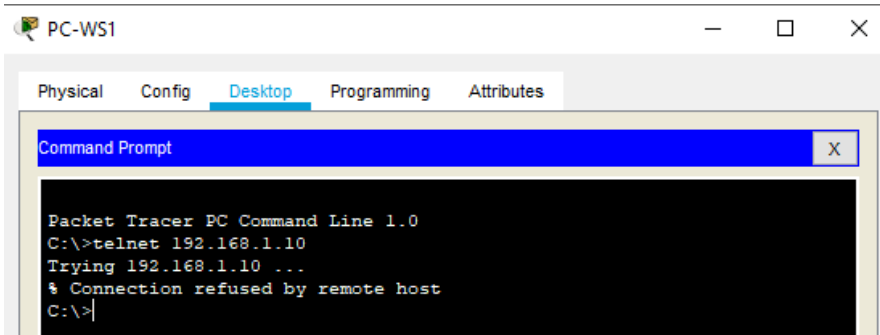 PC-WS1
Physical Config Desktop Programming Attributes
Command Prompt
X
Packet Tracer PC Command Line 1.0
C:\>telnet 192.168.1.10
Trying 192.168.1.10 ...
% Connection refused by remote host
C:\>